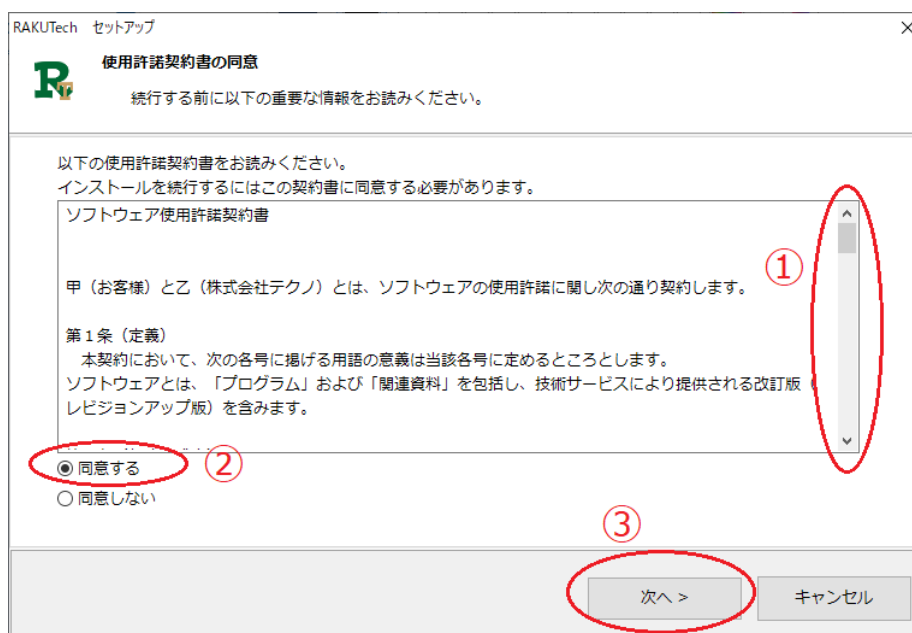 RAKUTech セットアップ
使用許諾契約書の同意
続行する前に以下の重要な情報をお読みください。
以下の使用許諾契約書をお読みください。
インストールを続行するにはこの契約書に同意する必要があります。
ソフトウェア使用許諾契約書
甲（お客様）と乙（株式会社テクノ）とは、ソフトウェアの使用許諾に関し次の通り契約します。
①
第１条（定義）
本契約において、次の各号に掲げる用語の意義は当該各号に定めるところとします。
ソフトウェアとは、「プログラム」および「関連資料」を包括し、技術サービスにより提供される改訂版（
レビジョンアップ版）を含みます。
同意する ②
同意しない
③
次へ >
キャンセル